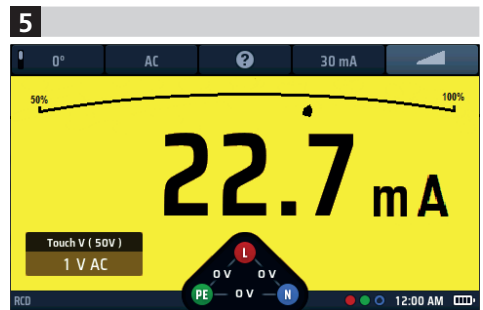 5
0° AC ? 30 mA
50% 100%
22.7 mA
Touch V ( 50V )
1 V AC
L
0 V 0 V
PE 0 V N
RCD 12:00 AM